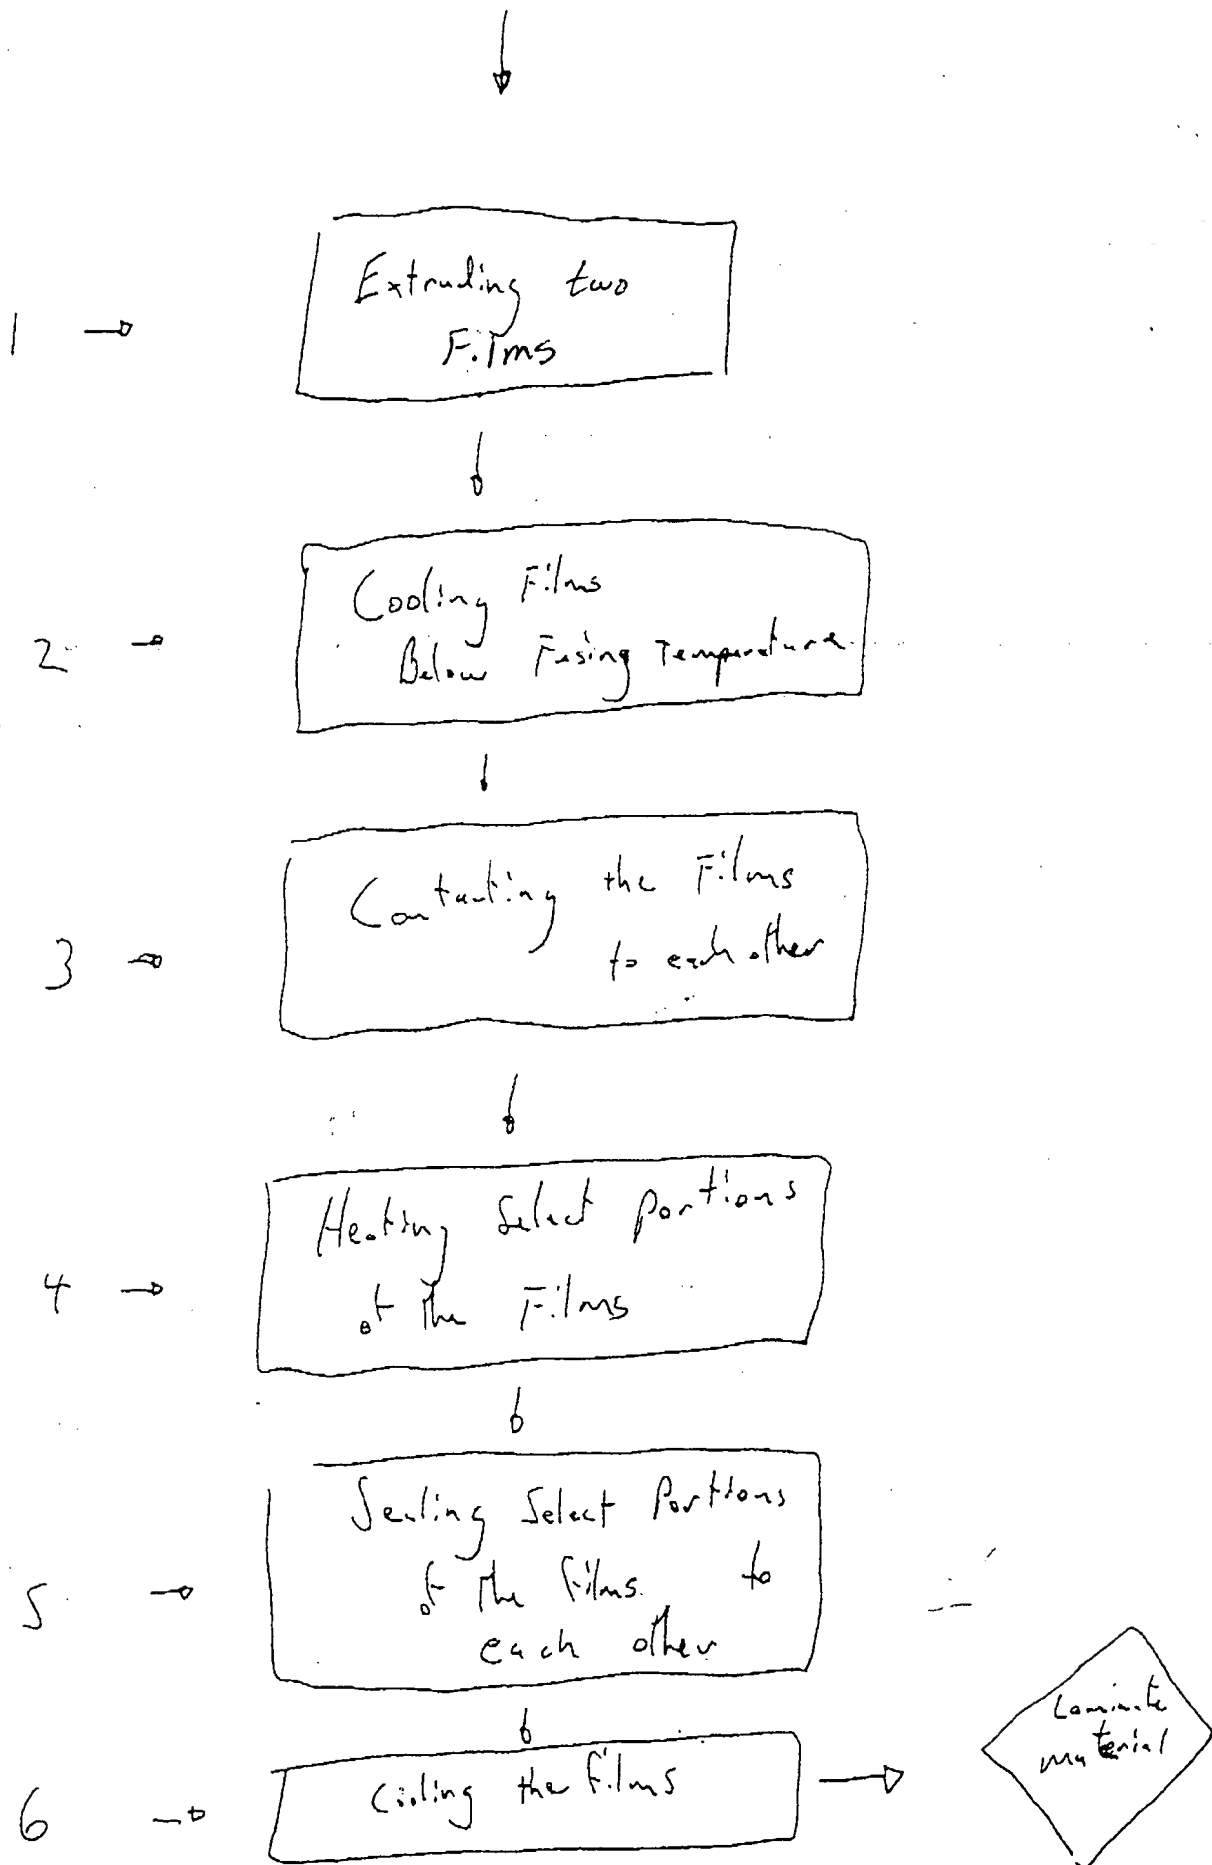 1
Extruding two
Films
2
Cooling Films
Below Fusing Temperature
3
Contacting the Films
to each other
4
Heating Select portions
of the Films
5
Sealing Select Portions
of the Films to
each other
6
Cooling the Films
Laminate
material